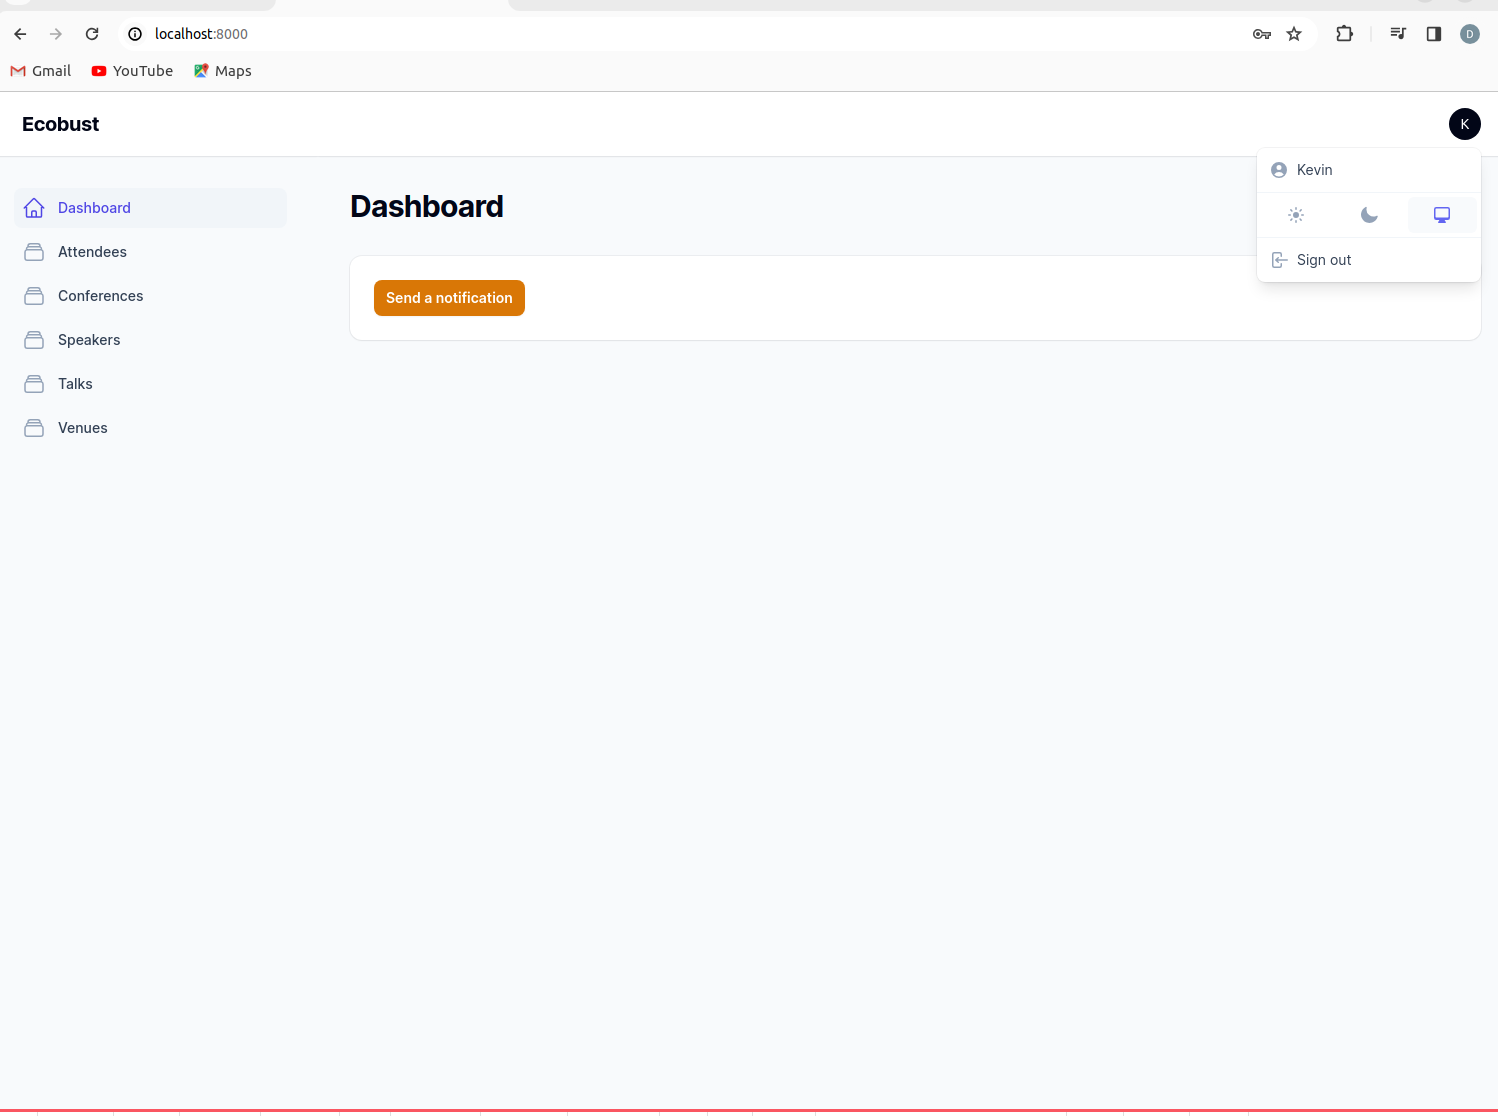 localhost:8000
D
Gmail YouTube Maps
Ecobust
K
Kevin
Sign out
Dashboard
Attendees
Conferences
Speakers
Talks
Venues
Dashboard
Send a notification